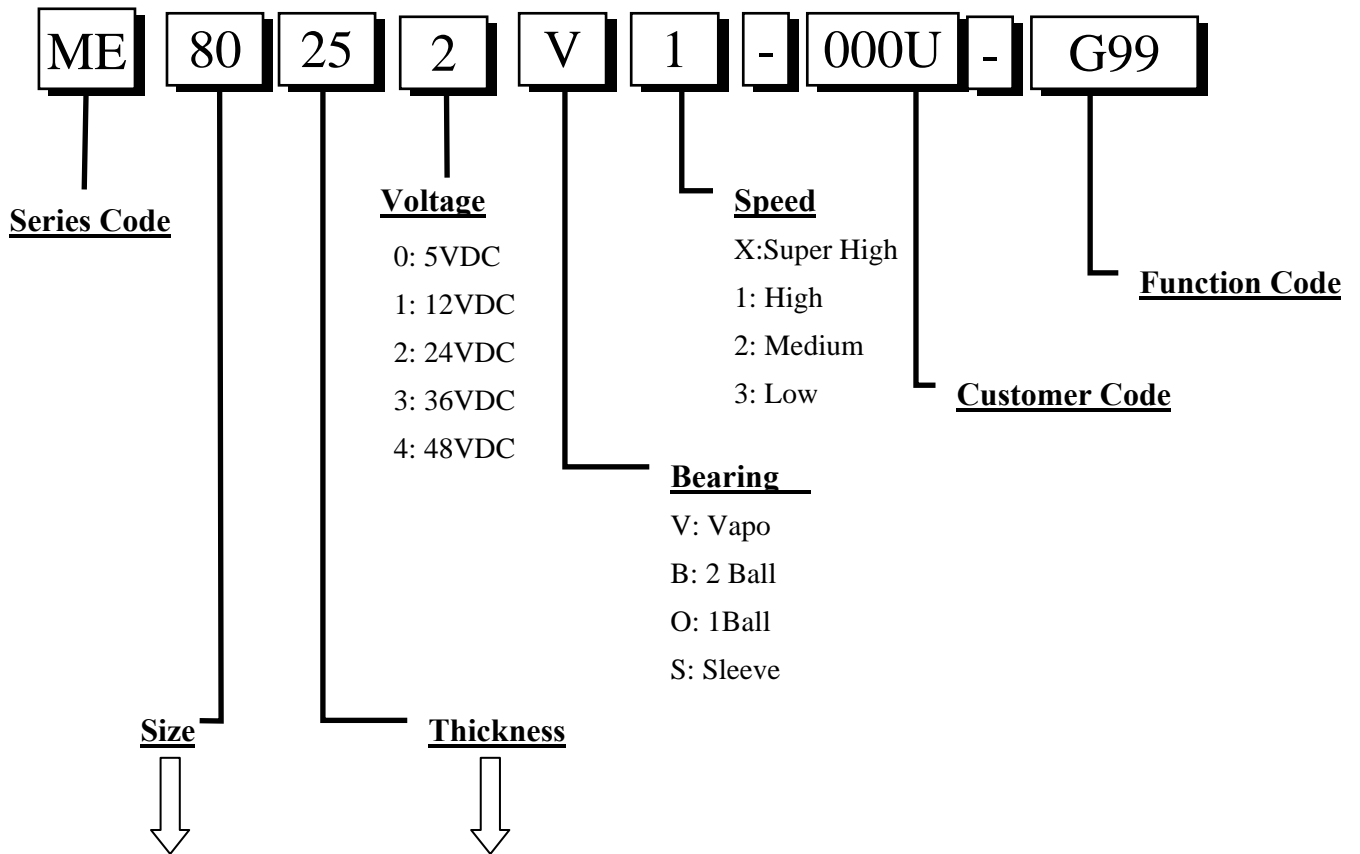 ME 80 25 2 V 1 - 000U - G99
Series Code
Voltage
0: 5VDC
1: 12VDC
2: 24VDC
3: 36VDC
4: 48VDC
Speed
X:Super High
1: High
2: Medium
3: Low
Function Code
Customer Code
Bearing
V: Vapo
B: 2 Ball
O: 1Ball
S: Sleeve
Size
Thickness